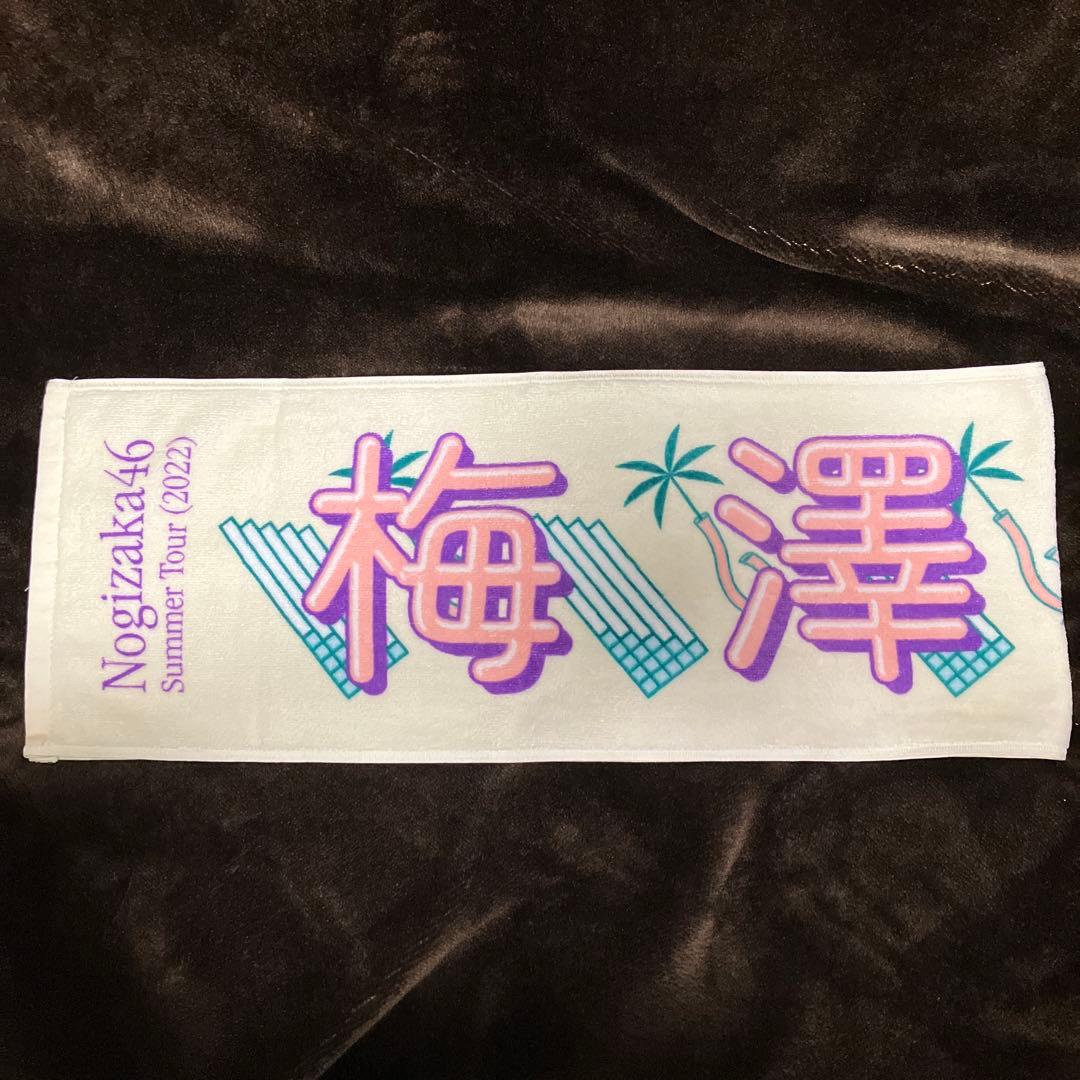 Nogizaka46
Summer Tour (2022)
梅澤